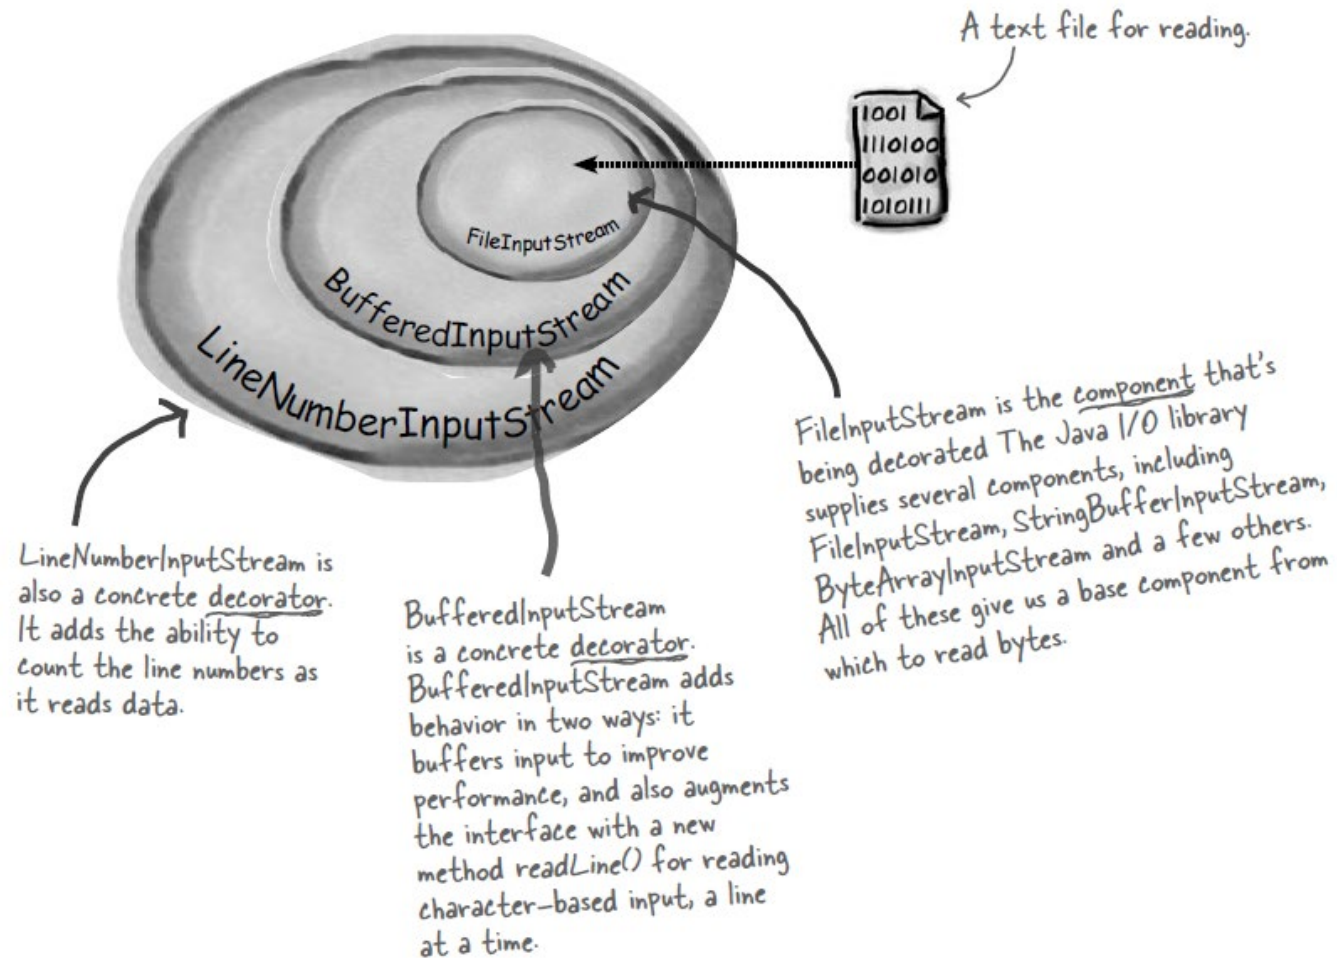 A text file for reading.
1001
1110100
001010
1010111
FileInputStream
BufferedInputStream
LineNumberInputStream
FileInputStream is the component that's
being decorated The Java I/O library
supplies several components, including
FileInputStream, StringBufferInputStream,
ByteArrayInputStream and a few others.
All of these give us a base component from
which to read bytes.
LineNumberInputStream is
also a concrete decorator.
It adds the ability to
count the line numbers as
it reads data.
BufferedInputStream
is a concrete decorator.
BufferedInputStream adds
behavior in two ways: it
buffers input to improve
performance, and also augments
the interface with a new
method readLine() for reading
character-based input, a line
at a time.